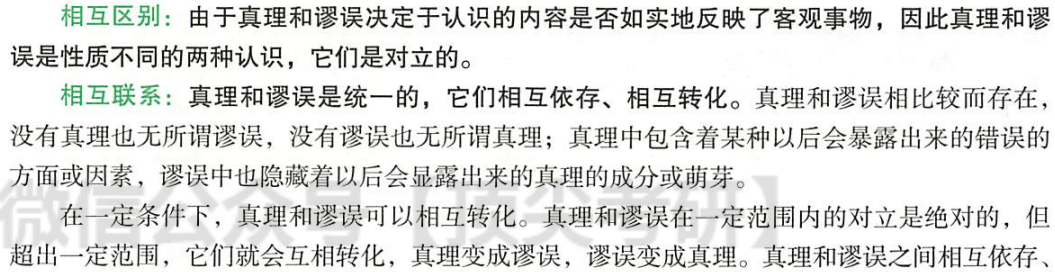 相互区别：由于真理和谬误决定于认识的内容是否如实地反映了客观事物，因此真理和谬
误是性质不同的两种认识，它们是对立的。
相互联系：真理和谬误是统一的，它们相互依存、相互转化。真理和谬误相比较而存在，
没有真理也无所谓谬误，没有谬误也无所谓真理；真理中包含着某种以后会暴露出来的错误的
方面或因素，谬误中也隐藏着以后会显露出来的真理的成分或萌芽。
在一定条件下，真理和谬误可以相互转化。真理和谬误在一定范围内的对立是绝对的，但
超出一定范围，它们就会互相转化，真理变成谬误，谬误变成真理。真理和谬误之间相互依存、